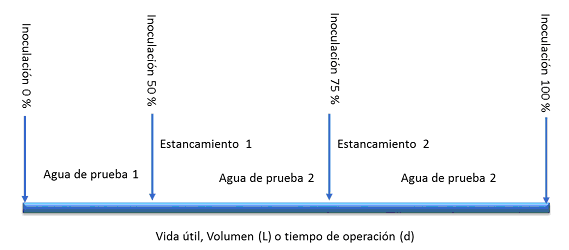 Inoculación 0 %
Inoculación 50 %
Inoculación 75 %
Inoculación 100 %
Estancamiento 1
Estancamiento 2
Agua de prueba 1
Agua de prueba 2
Agua de prueba 2
Vida útil, Volumen (L) o tiempo de operación (d)